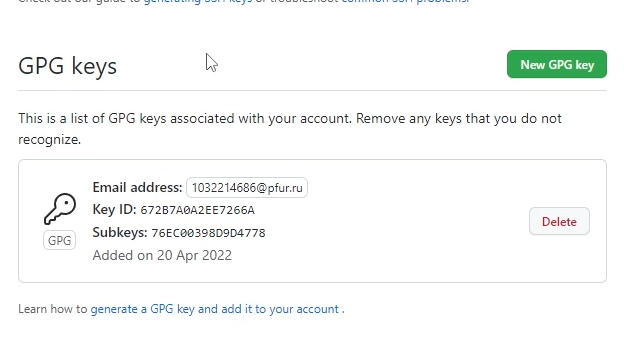 Check out our guide to generating SSH keys or troubleshoot common SSH problems.
GPG keys
New GPG key
This is a list of GPG keys associated with your account. Remove any keys that you do not
recognize.
Email address: 1032214686@pfur.ru
Key ID: 672B7A0A2EE7266A
Subkeys: 76EC00398D9D4778
Added on 20 Apr 2022
GPG
Delete
Learn how to generate a GPG key and add it to your account .